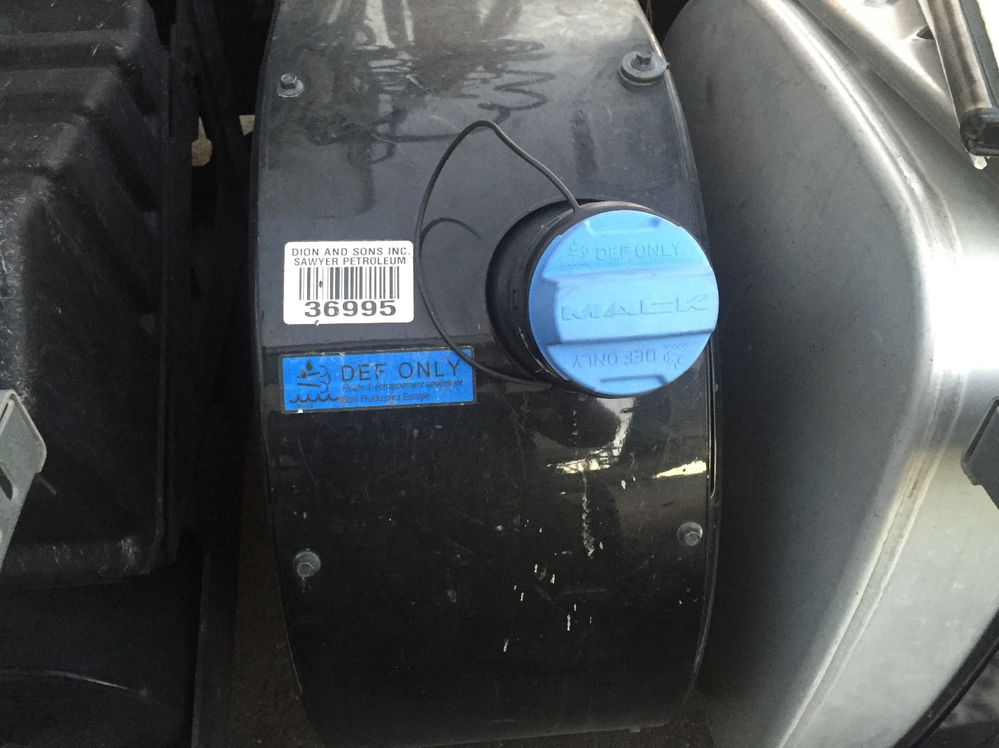 DION AND SONS INC.
SAWYER PETROLEUM
36995
DEF ONLY
Fluide d' échappement seulement
Solo Fluido para Escape
DEF ONLY
MACK
DEF ONLY